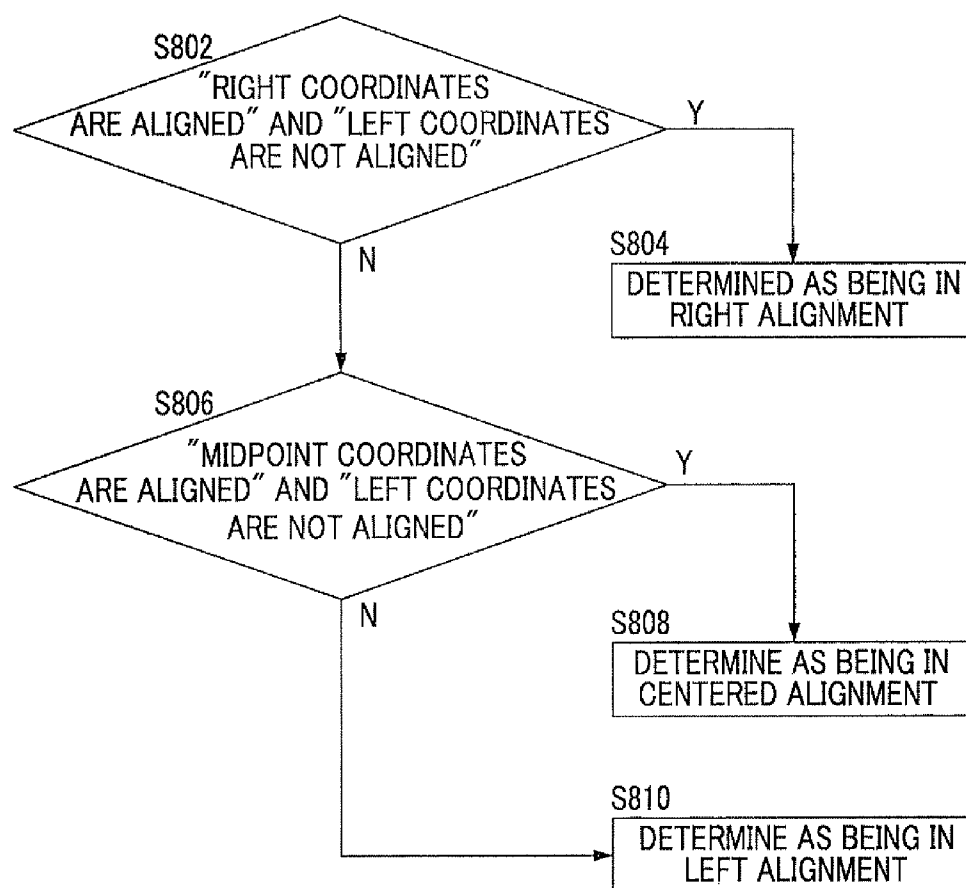 S802
"RIGHT COORDINATES
ARE ALIGNED" AND "LEFT COORDINATES
ARE NOT ALIGNED"
Y
N
S804
DETERMINED AS BEING IN
RIGHT ALIGNMENT
S806
"MIDPOINT COORDINATES
ARE ALIGNED" AND "LEFT COORDINATES
ARE NOT ALIGNED"
Y
N
S808
DETERMINE AS BEING IN
CENTERED ALIGNMENT
S810
DETERMINE AS BEING IN
LEFT ALIGNMENT